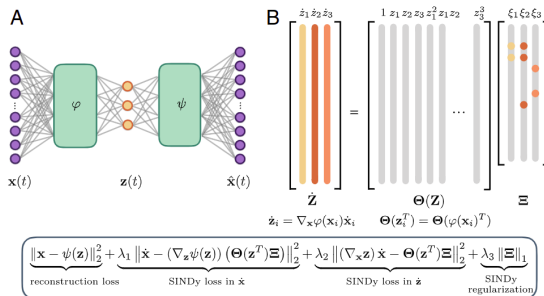 A
φ
ψ
x(t)
z(t)
x̂(t)
B
ż₁ ż₂ ż₃
1 z₁ z₂ z₃ z₁² z₁z₂ z₃³
ξ₁ ξ₂ ξ₃
=
...
Ż
Θ(Z)
Ξ
żᵢ = ∇ₓφ(xᵢ)ẋᵢ
Θ(zᵢᵀ) = Θ(φ(xᵢ)ᵀ)
‖x − ψ(z)‖₂² + λ₁ ‖ẋ − (∇_z ψ(z)) (Θ(zᵀ)Ξ)‖₂² + λ₂ ‖(∇ₓz) ẋ − Θ(zᵀ)Ξ‖₂² + λ₃ ‖Ξ‖₁
reconstruction loss
SINDy loss in ẋ
SINDy loss in ż
SINDy
regularization